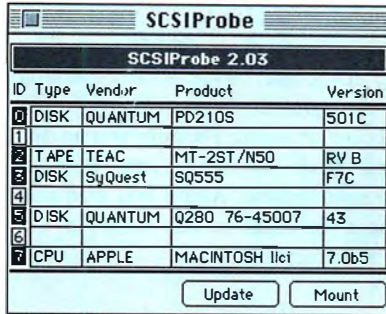 SCSIProbe
SCSIProbe 2.03
ID Type Vendor Product Version
0 DISK QUANTUM PD210S 501C
1
2 TAPE TEAC MT-2ST/N50 RV B
3 DISK SyQuest SQ555 F7C
4
5 DISK QUANTUM Q280 76-45007 43
6
7 CPU APPLE MACINTOSH IIci 7.0b5
Update Mount